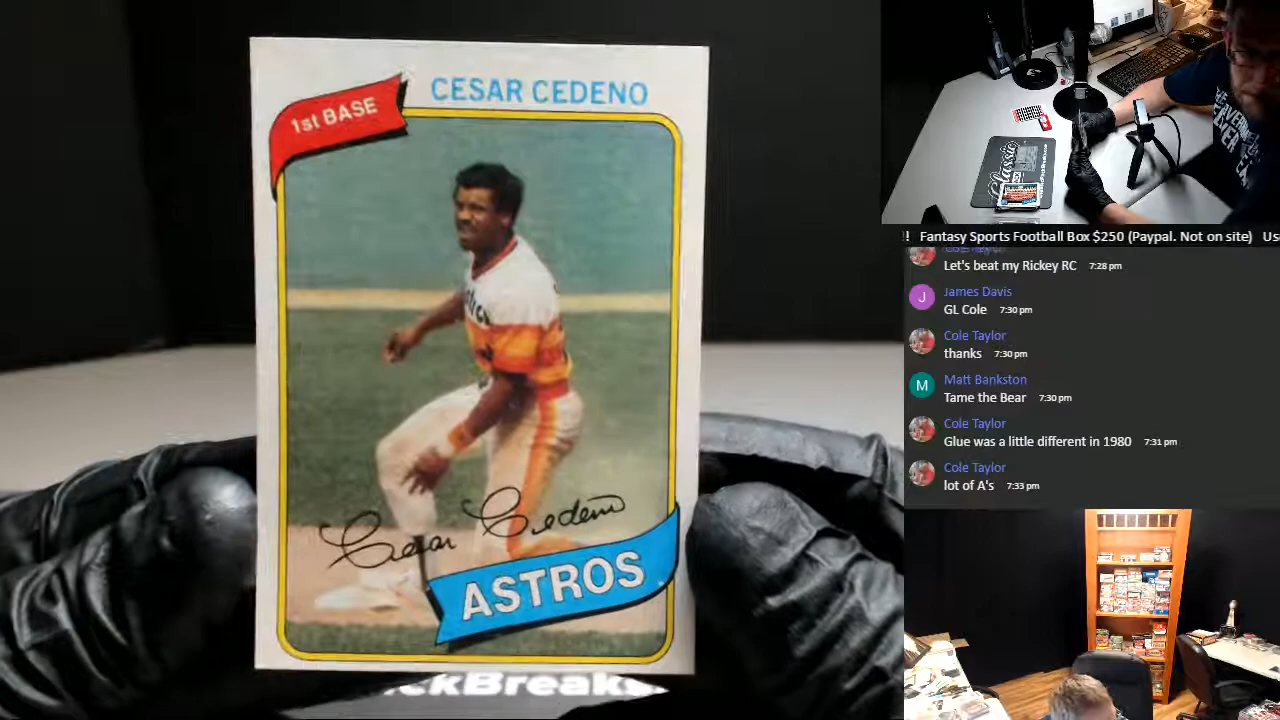 1st BASE
CESAR CEDENO
Cesar Cedeno
ASTROS
ckBreaks
Classic
! Fantasy Sports Football Box $250 (Paypal. Not on site) Us
Let's beat my Rickey RC 7:28 pm
J
James Davis
GL Cole 7:30 pm
Cole Taylor
thanks 7:30 pm
M
Matt Bankston
Tame the Bear 7:30 pm
Cole Taylor
Glue was a little different in 1980 7:31 pm
Cole Taylor
lot of A's 7:33 pm